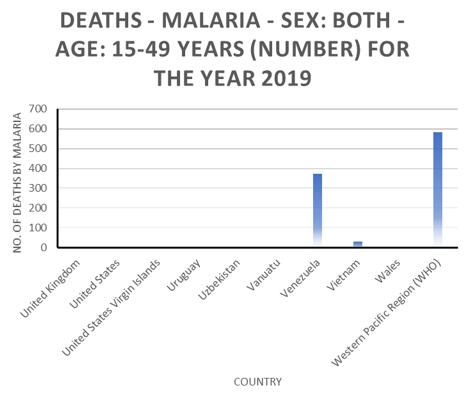 DEATHS - MALARIA - SEX: BOTH -
AGE: 15-49 YEARS (NUMBER) FOR
THE YEAR 2019
NO. OF DEATHS BY MALARIA
700
600
500
400
300
200
100
0
United Kingdom
United States
United States Virgin Islands
Uruguay
Uzbekistan
Vanuatu
Venezuela
Vietnam
Wales
Western Pacific Region (WHO)
COUNTRY